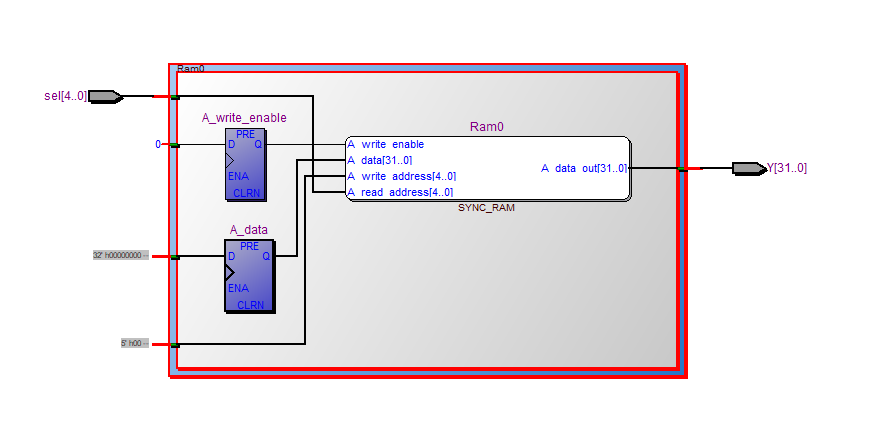 Ram0
sel[4..0]
A_write_enable
PRE
D Q
ENA
CLRN
0
Ram0
A write enable
A data[31..0]
A write address[4..0]
A read address[4..0]
A data out[31..0]
SYNC_RAM
Y[31..0]
A_data
PRE
D Q
ENA
CLRN
32' h00000000 --
5' h00 --